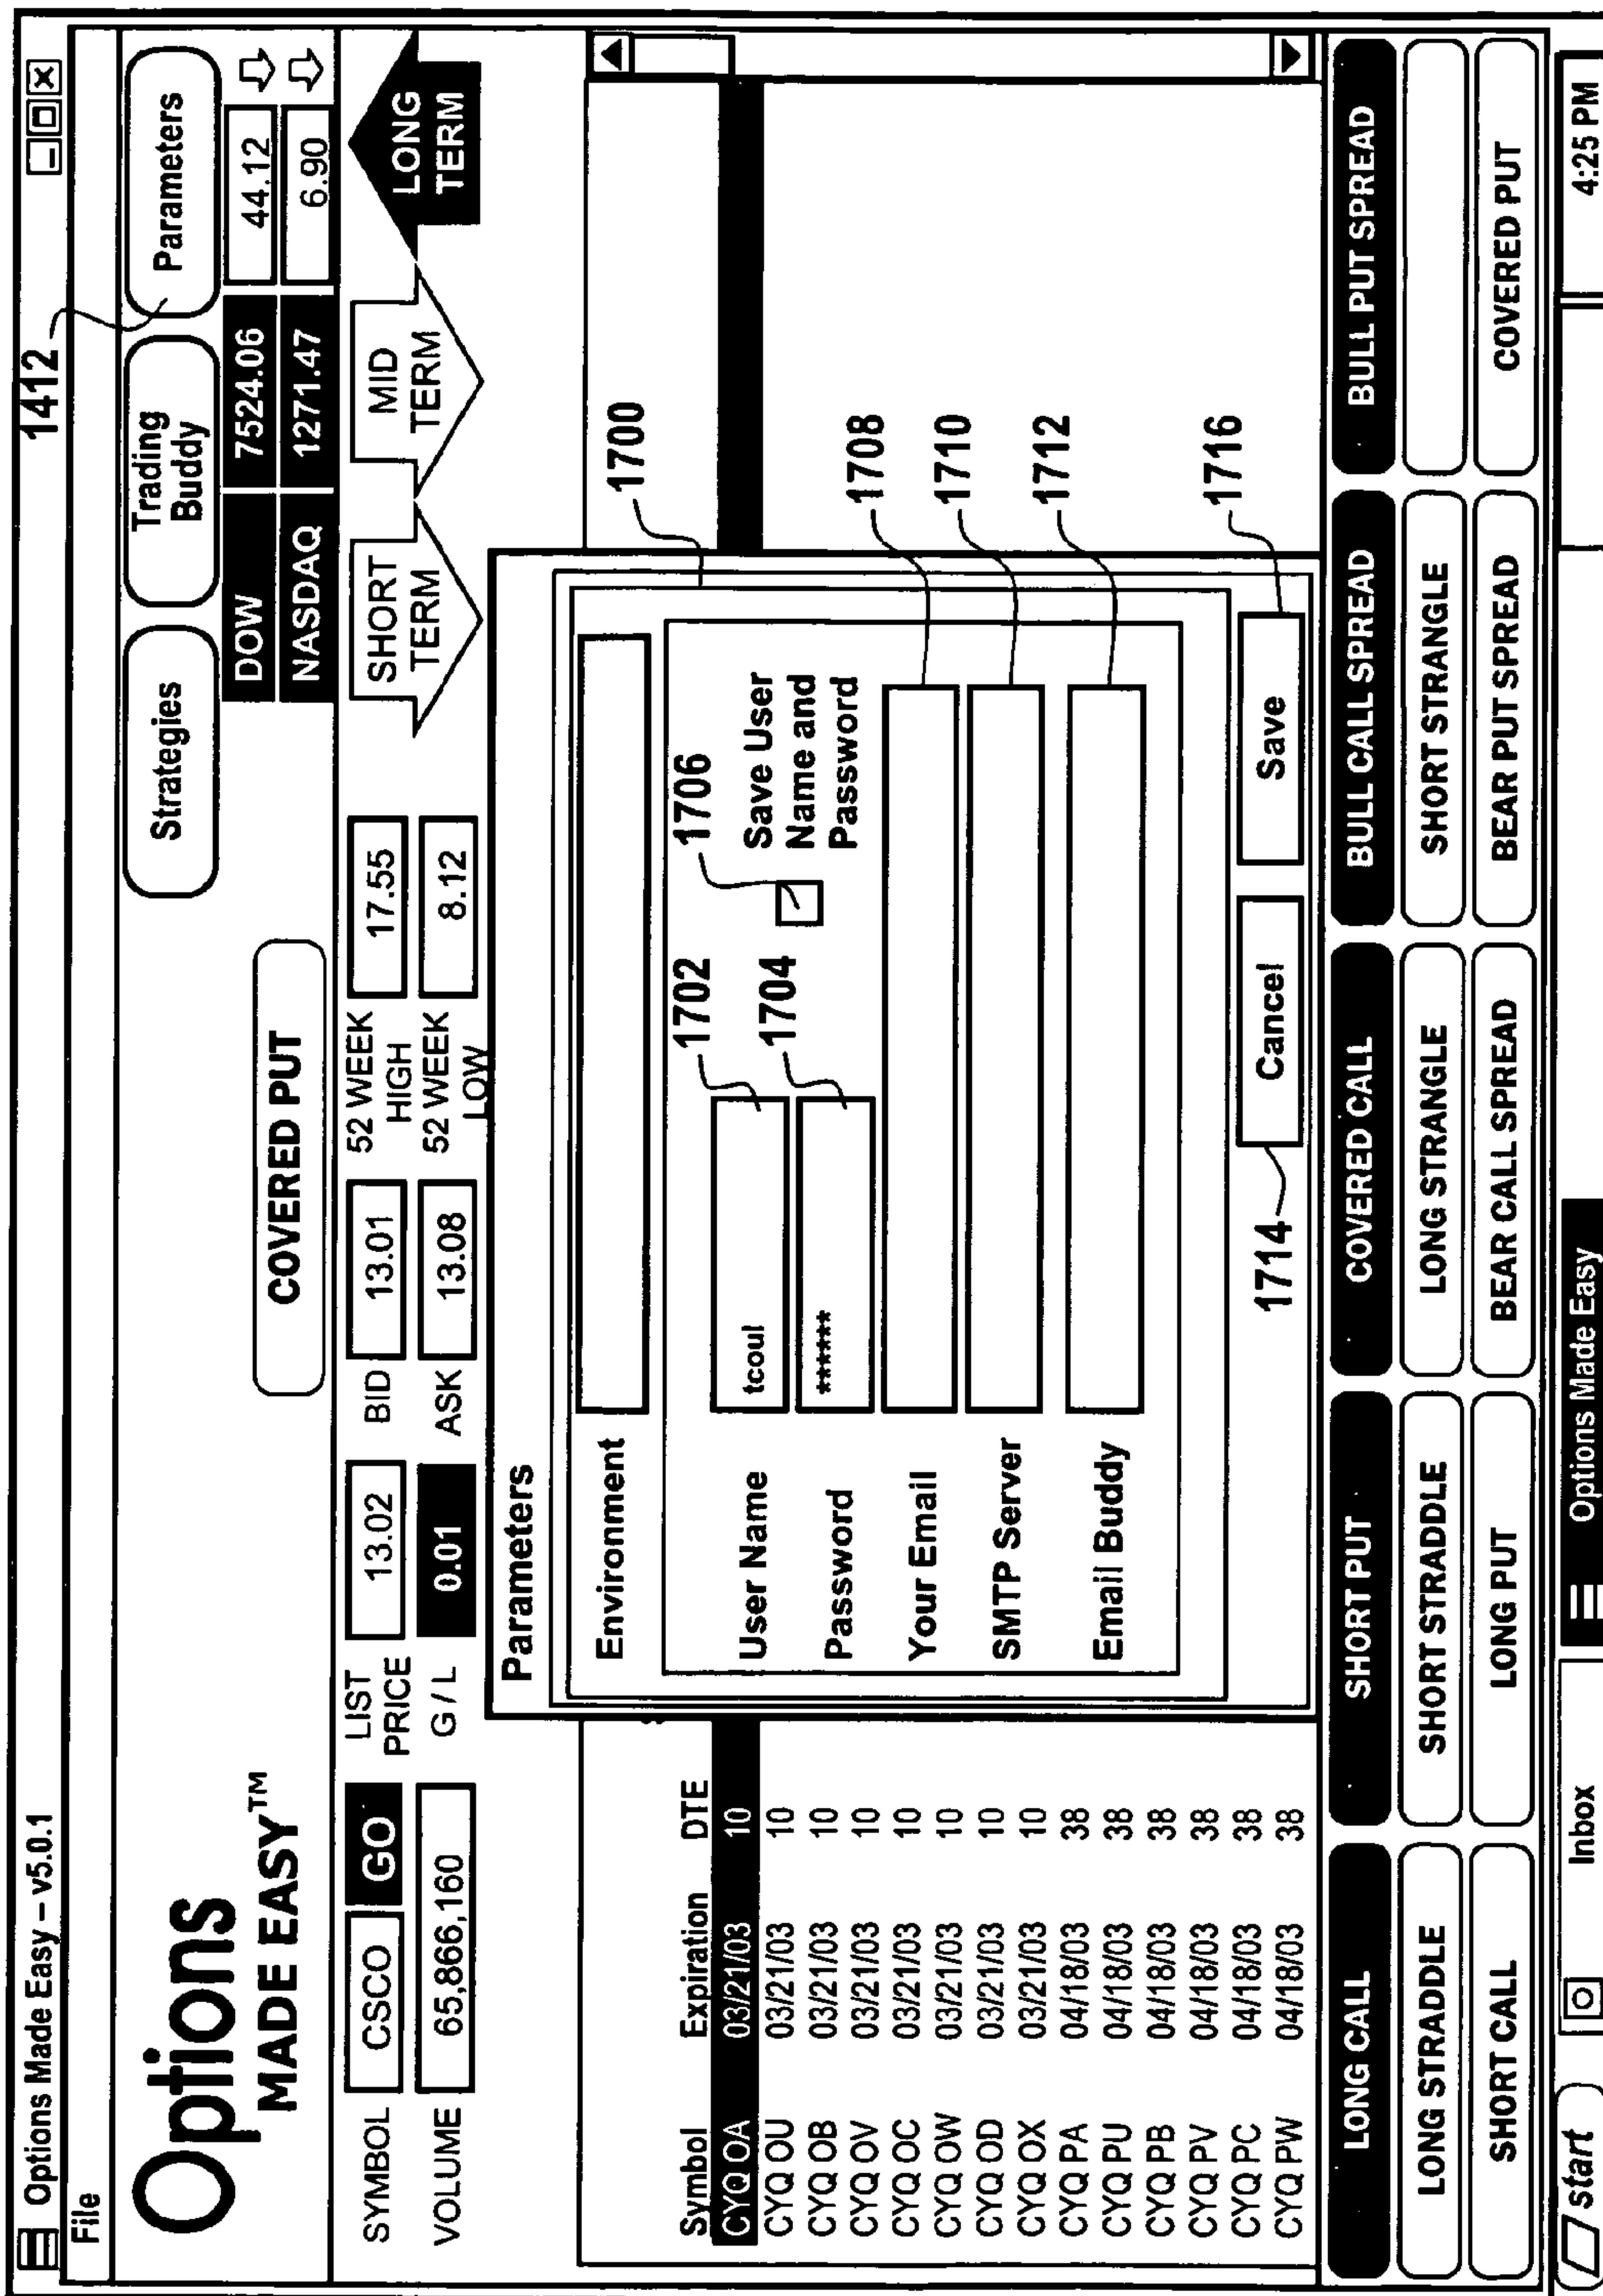 Options Made Easy – v5.0.1
1412
File
Options
MADE EASY™
COVERED PUT
Strategies
Trading
Buddy
Parameters
DOW 7524.06 44.12
NASDAQ 1271.47 6.90
SYMBOL CSCO GO
LIST
PRICE
13.02
BID 13.01
52 WEEK
HIGH
17.55
VOLUME 65,866,160
G / L 0.01
ASK 13.08
52 WEEK
LOW
8.12
SHORT
TERM
MID
TERM
LONG
TERM
Symbol Expiration DTE
CYQ OA 03/21/03 10
CYQ OU 03/21/03 10
CYQ OB 03/21/03 10
CYQ OV 03/21/03 10
CYQ OC 03/21/03 10
CYQ OW 03/21/03 10
CYQ OD 03/21/03 10
CYQ OX 03/21/03 10
CYQ PA 04/18/03 38
CYQ PU 04/18/03 38
CYQ PB 04/18/03 38
CYQ PV 04/18/03 38
CYQ PC 04/18/03 38
CYQ PW 04/18/03 38
Parameters
1700
Environment
1702
1706
User Name tcoul
Save User
Name and
Password
1704
Password ******
Your Email
1708
SMTP Server
1710
Email Buddy
1712
1714
Cancel
Save
1716
LONG CALL SHORT PUT COVERED CALL BULL CALL SPREAD BULL PUT SPREAD
LONG STRADDLE SHORT STRADDLE LONG STRANGLE SHORT STRANGLE
SHORT CALL LONG PUT BEAR CALL SPREAD BEAR PUT SPREAD COVERED PUT
start Inbox Options Made Easy 4:25 PM